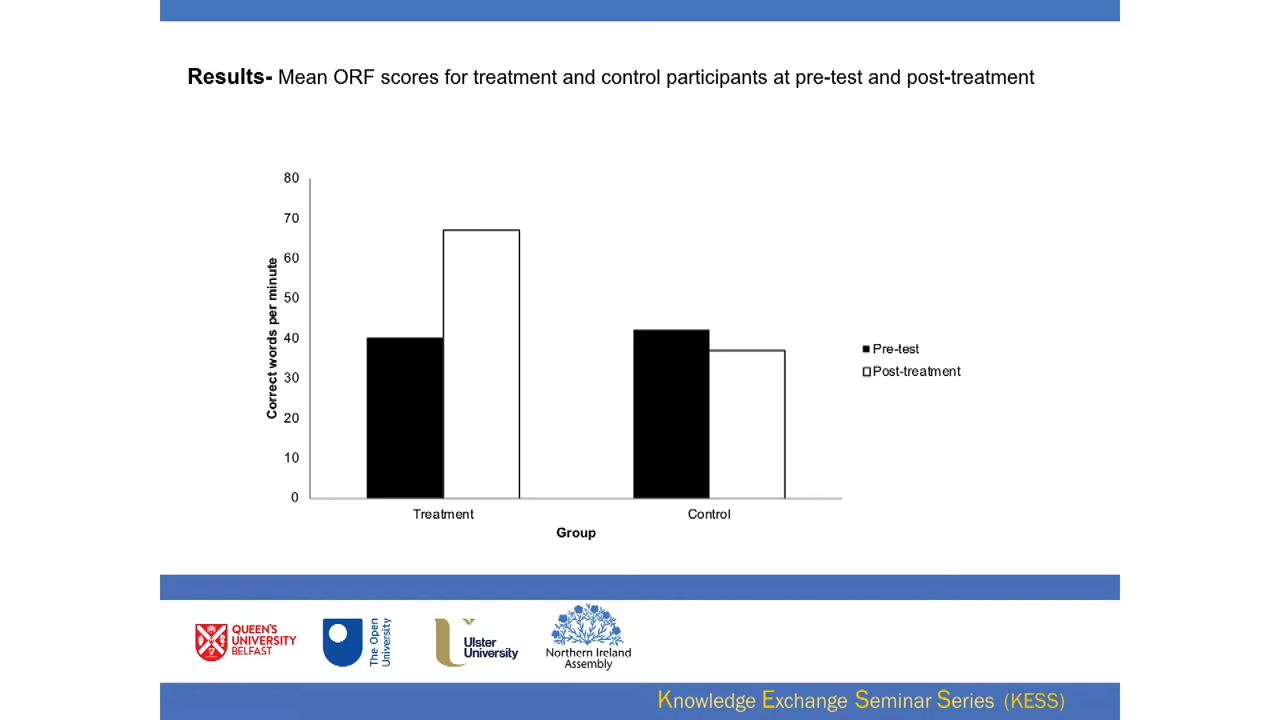 Results- Mean ORF scores for treatment and control participants at pre-test and post-treatment
80
70
60
50
40
30
20
10
0
Correct words per minute
Treatment
Control
Group
Pre-test
Post-treatment
QUEEN'S
UNIVERSITY
BELFAST
The Open
University
Ulster
University
Northern Ireland
Assembly
Knowledge Exchange Seminar Series (KESS)